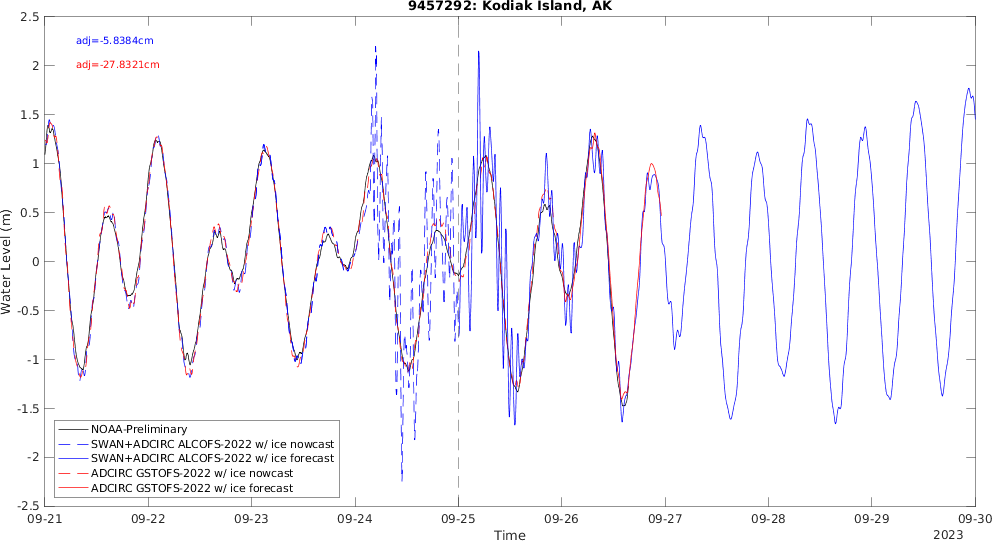 9457292: Kodiak Island, AK
adj=-5.8384cm
adj=-27.8321cm
Water Level (m)
2.5
2
1.5
1
0.5
0
-0.5
-1
-1.5
-2
-2.5
NOAA-Preliminary
SWAN+ADCIRC ALCOFS-2022 w/ ice nowcast
SWAN+ADCIRC ALCOFS-2022 w/ ice forecast
ADCIRC GSTOFS-2022 w/ ice nowcast
ADCIRC GSTOFS-2022 w/ ice forecast
09-21 09-22 09-23 09-24 09-25 09-26 09-27 09-28 09-29 09-30
Time
2023